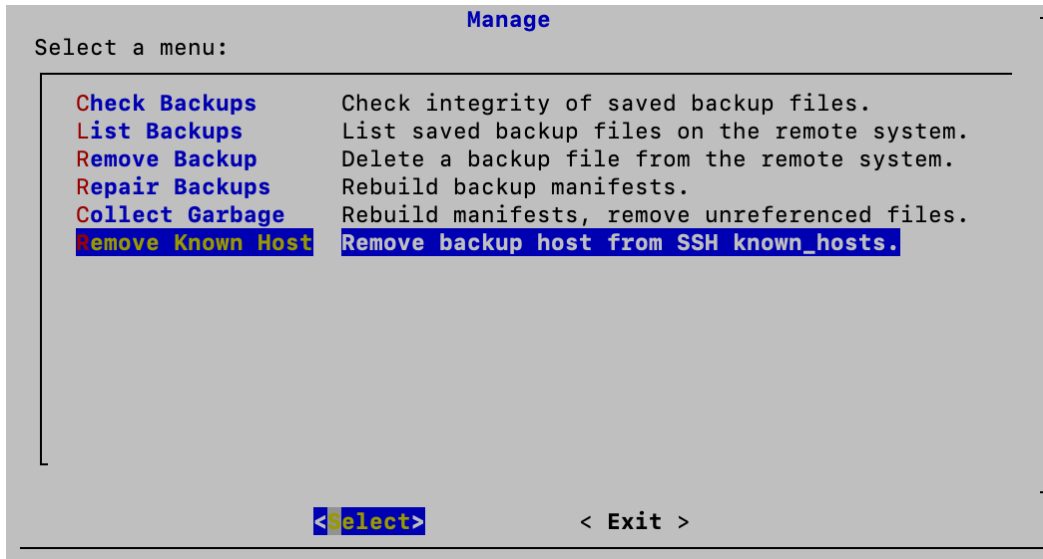 Manage
Select a menu:
Check Backups Check integrity of saved backup files.
List Backups List saved backup files on the remote system.
Remove Backup Delete a backup file from the remote system.
Repair Backups Rebuild backup manifests.
Collect Garbage Rebuild manifests, remove unreferenced files.
Remove Known Host Remove backup host from SSH known_hosts.
<Select> < Exit >